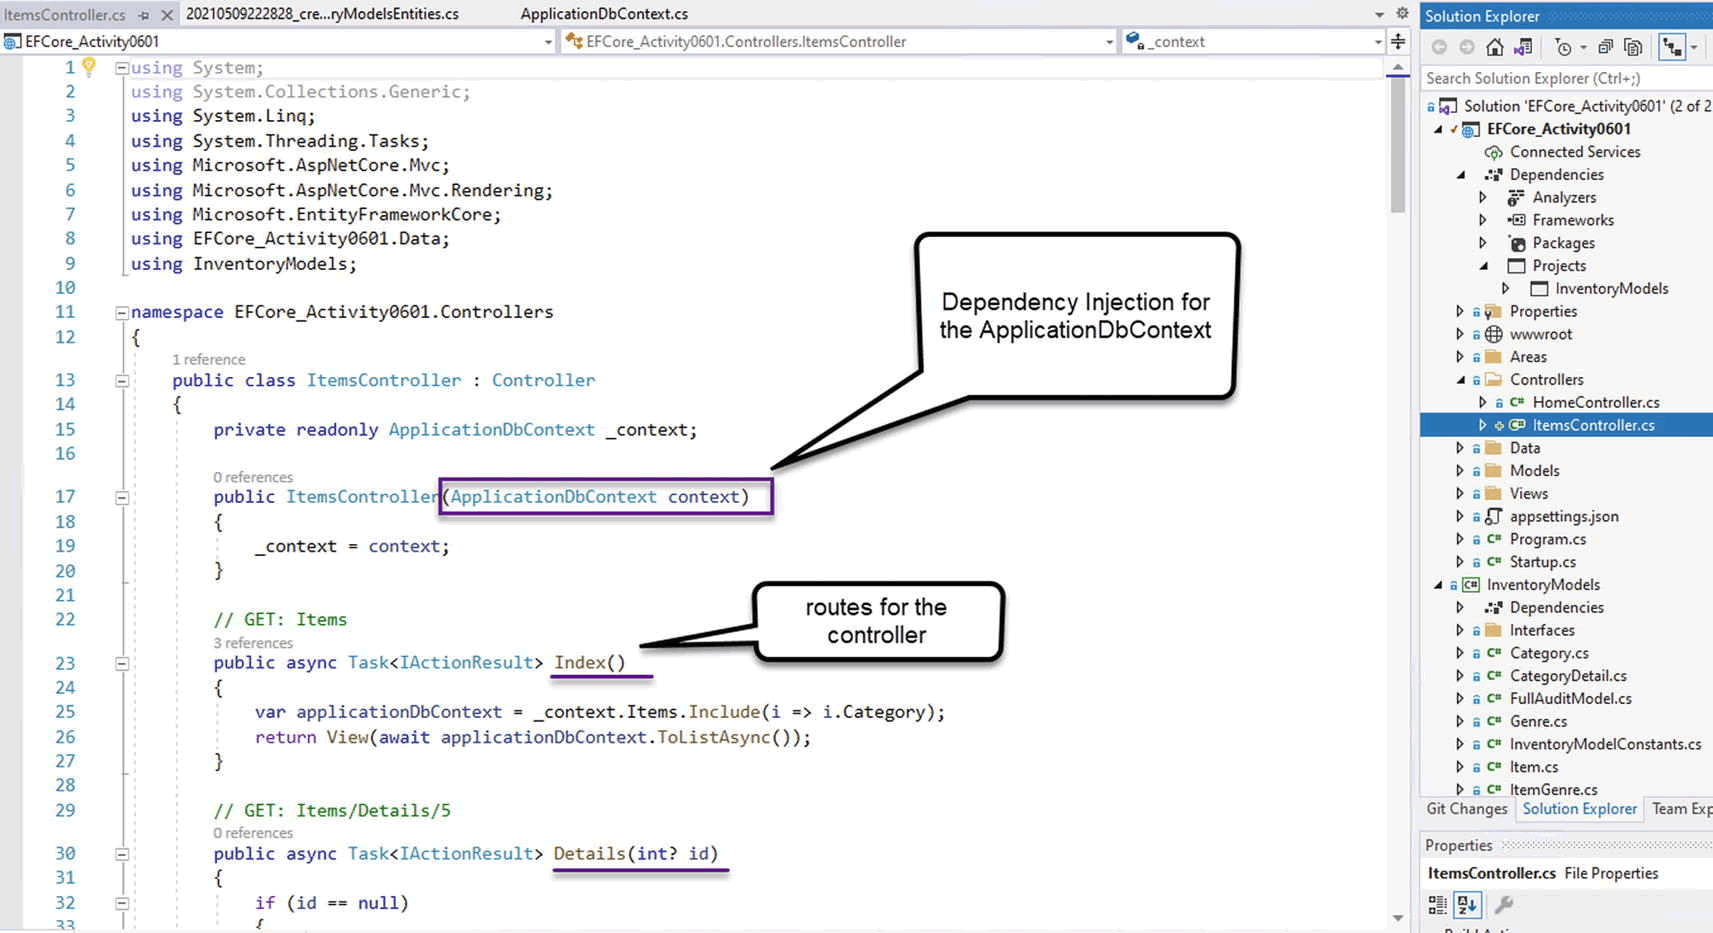 ItemsController.cs
20210509222828_cre...ryModelsEntities.cs
ApplicationDbContext.cs
EFCore_Activity0601
EFCore_Activity0601.Controllers.ItemsController
_context
1 using System;
2 using System.Collections.Generic;
3 using System.Linq;
4 using System.Threading.Tasks;
5 using Microsoft.AspNetCore.Mvc;
6 using Microsoft.AspNetCore.Mvc.Rendering;
7 using Microsoft.EntityFrameworkCore;
8 using EFCore_Activity0601.Data;
9 using InventoryModels;
10
11 namespace EFCore_Activity0601.Controllers
12 {
1 reference
13 public class ItemsController : Controller
14 {
15 private readonly ApplicationDbContext _context;
16
0 references
17 public ItemsController(ApplicationDbContext context)
18 {
19 _context = context;
20 }
21
22 // GET: Items
3 references
23 public async Task<IActionResult> Index()
24 {
25 var applicationDbContext = _context.Items.Include(i => i.Category);
26 return View(await applicationDbContext.ToListAsync());
27 }
28
29 // GET: Items/Details/5
0 references
30 public async Task<IActionResult> Details(int? id)
31 {
32 if (id == null)
33 {
Dependency Injection for
the ApplicationDbContext
routes for the
controller
Solution Explorer
Search Solution Explorer (Ctrl+;)
Solution 'EFCore_Activity0601' (2 of 2
EFCore_Activity0601
Connected Services
Dependencies
Analyzers
Frameworks
Packages
Projects
InventoryModels
Properties
wwwroot
Areas
Controllers
C# HomeController.cs
C# ItemsController.cs
Data
Models
Views
appsettings.json
C# Program.cs
C# Startup.cs
C# InventoryModels
Dependencies
Interfaces
C# Category.cs
C# CategoryDetail.cs
C# FullAuditModel.cs
C# Genre.cs
C# InventoryModelConstants.cs
C# Item.cs
C# ItemGenre.cs
Git Changes
Solution Explorer
Team Exp
Properties
ItemsController.cs File Properties